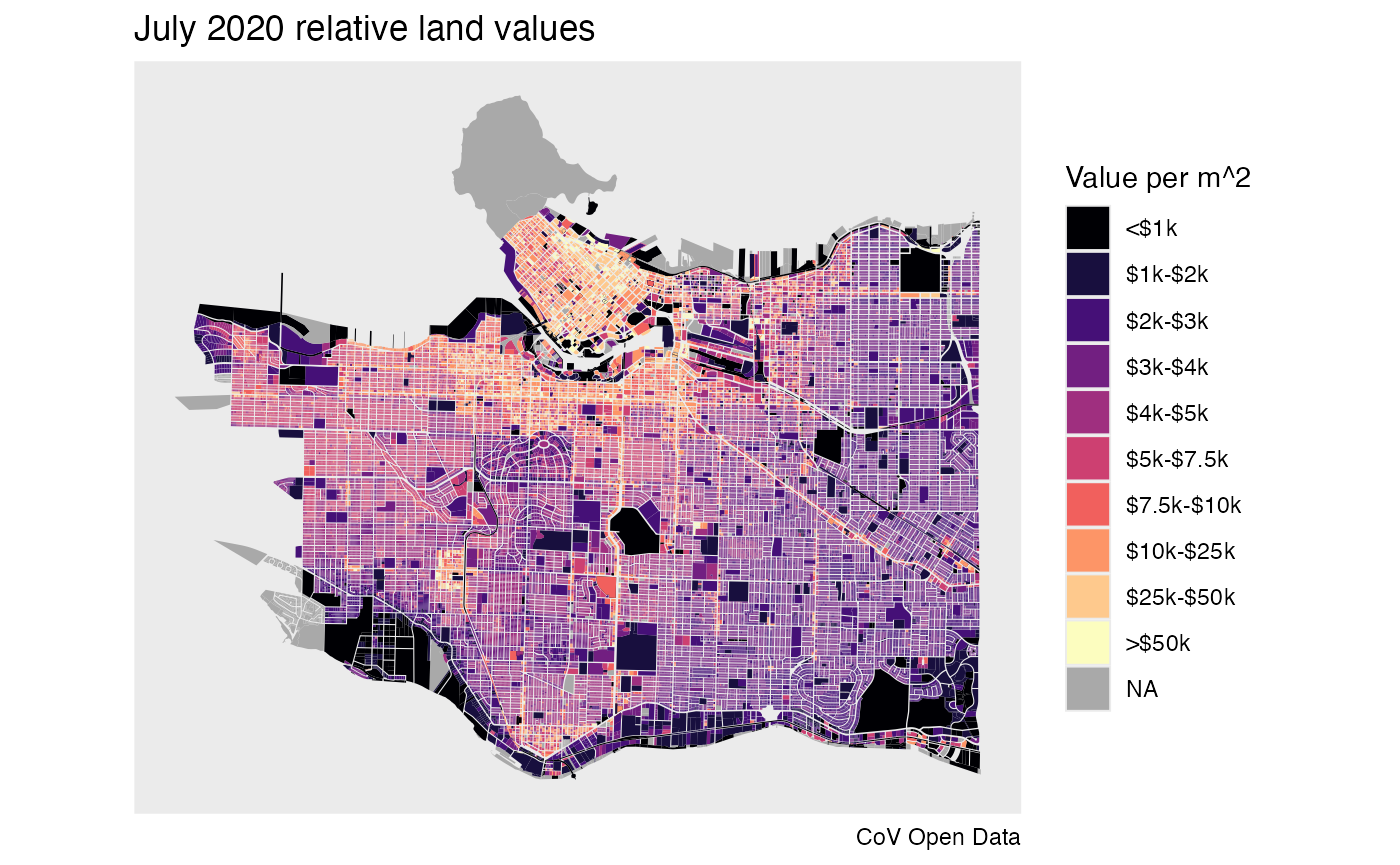 July 2020 relative land values
Value per m^2
<$1k
$1k-$2k
$2k-$3k
$3k-$4k
$4k-$5k
$5k-$7.5k
$7.5k-$10k
$10k-$25k
$25k-$50k
>$50k
NA
CoV Open Data